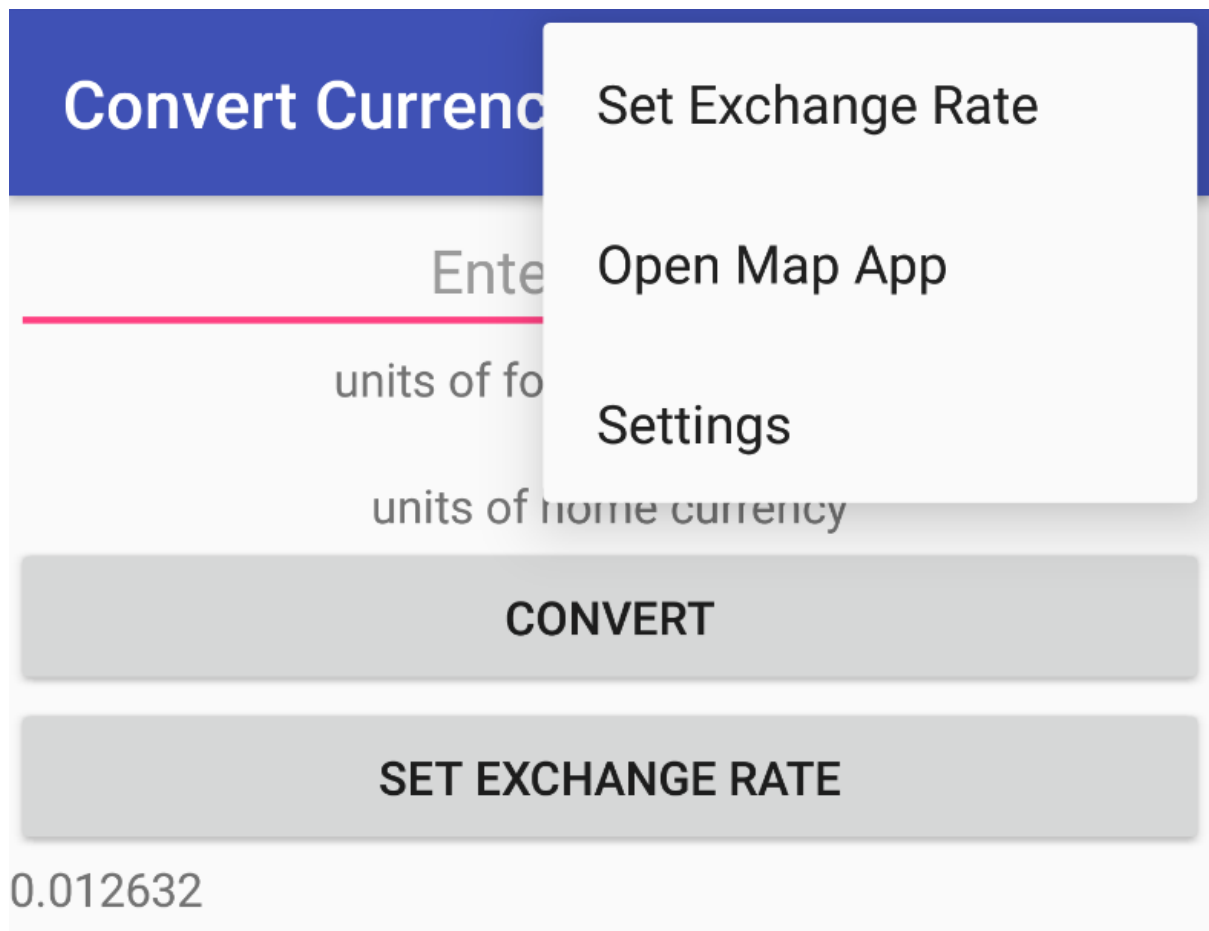 Convert Currenc
Set Exchange Rate
Open Map App
Settings
Ente
units of fo
units of home currency
CONVERT
SET EXCHANGE RATE
0.012632